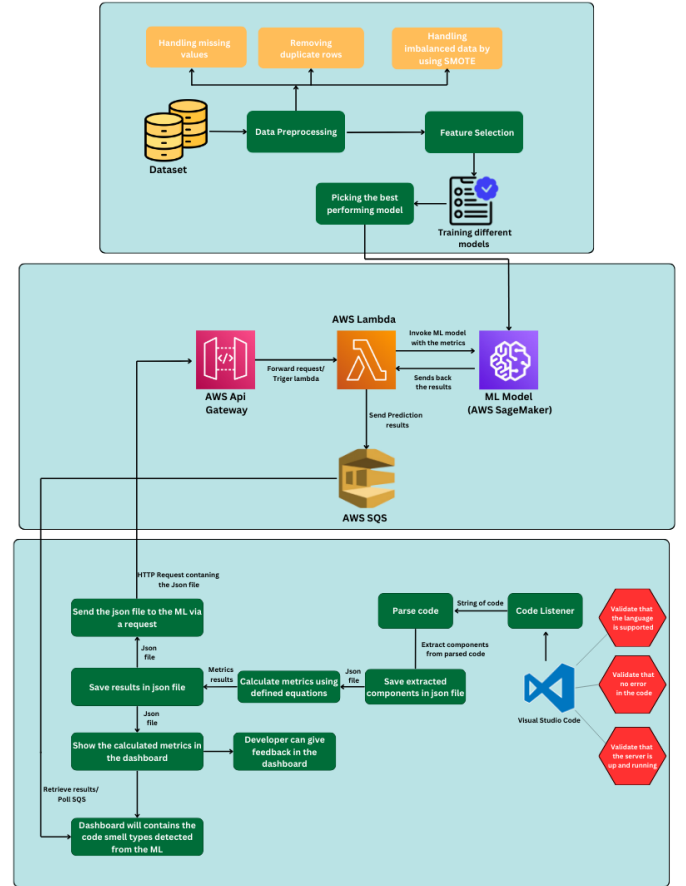 Handling missing
values
Removing
duplicate rows
Handling
imbalanced data by
using SMOTE
Dataset
Data Preprocessing
Feature Selection
Picking the best
performing model
Training different
models
AWS Lambda
AWS Api
Gateway
Forward request/
Triger lambda
Invoke ML model
with the metrics
Sends back
the results
ML Model
(AWS SageMaker)
Send Prediction
results
AWS SQS
HTTP Request contaning
the Json file
Send the json file to the ML via
a request
Json
file
Save results in json file
Metrics
results
Calculate metrics using
defined equations
Json
file
Save extracted
components in json file
Extract components
from parsed code
Parse code
String of code
Code Listener
Visual Studio Code
Validate that
the language
is supported
Validate that
no error
in the code
Validate that
the server is
up and running
Json
file
Show the calculated metrics in
the dashboard
Developer can give
feedback in the
dashboard
Retrieve results/
Poll SQS
Dashboard will contains the
code smell types detected
from the ML